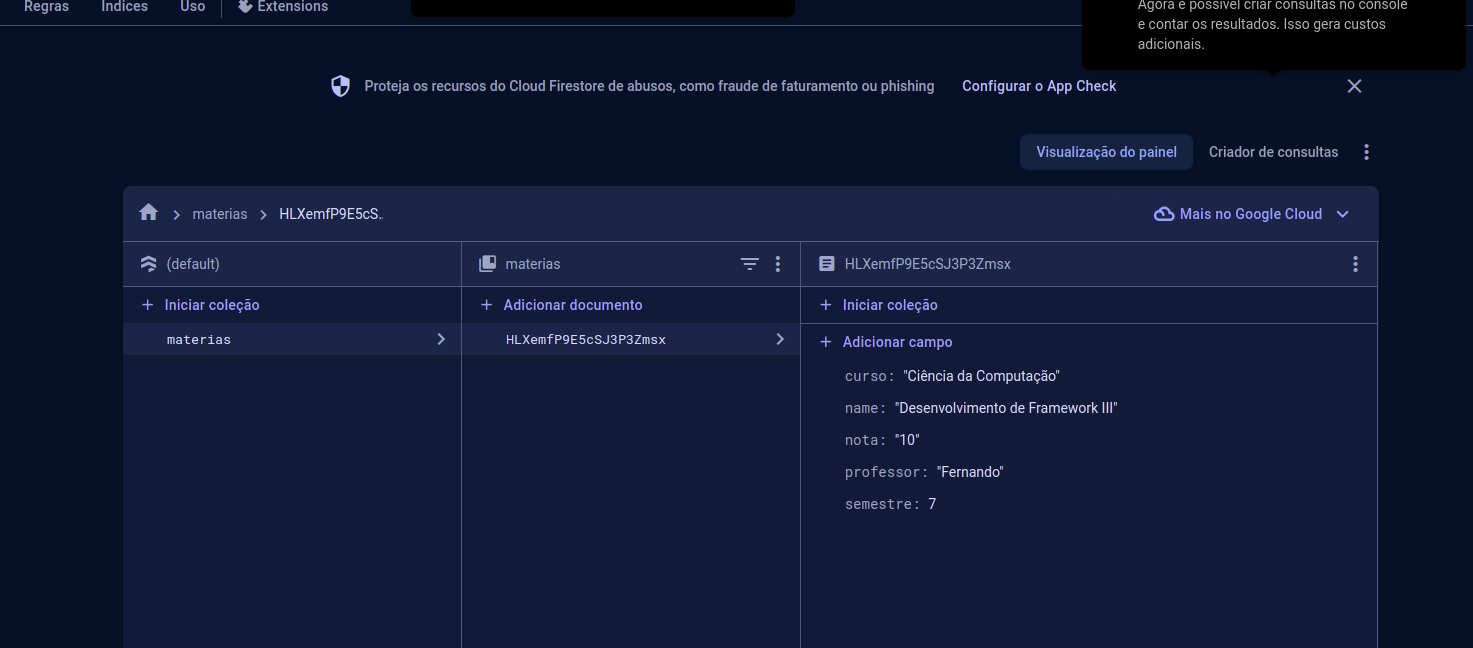 Regras Índices Uso Extensions
Agora é possível criar consultas no console
e contar os resultados. Isso gera custos
adicionais.
Proteja os recursos do Cloud Firestore de abusos, como fraude de faturamento ou phishing Configurar o App Check
Visualização do painel Criador de consultas
materias HLXemfP9E5cS..
Mais no Google Cloud
(default)
materias
HLXemfP9E5cSJ3P3Zmsx
+ Iniciar coleção
+ Adicionar documento
+ Iniciar coleção
materias
HLXemfP9E5cSJ3P3Zmsx
+ Adicionar campo
curso: "Ciência da Computação"
name: "Desenvolvimento de Framework III"
nota: "10"
professor: "Fernando"
semestre: 7